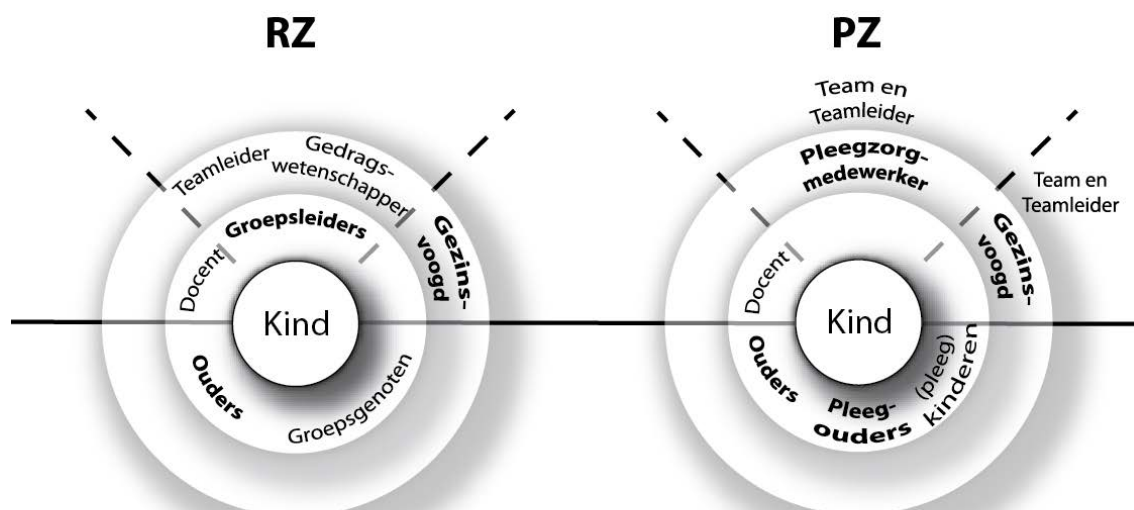 RZ
Teamleider
Gedrags-
wetenschapper
Groepsleiders
Gezins-
voogd
Docent
Kind
Ouders
Groepsgenoten
PZ
Team en
Teamleider
Pleegzorg-
medewerker
Team en
Teamleider
Gezins-
voogd
Docent
Kind
Ouders
Pleeg-
ouders
(pleeg)
kinderen